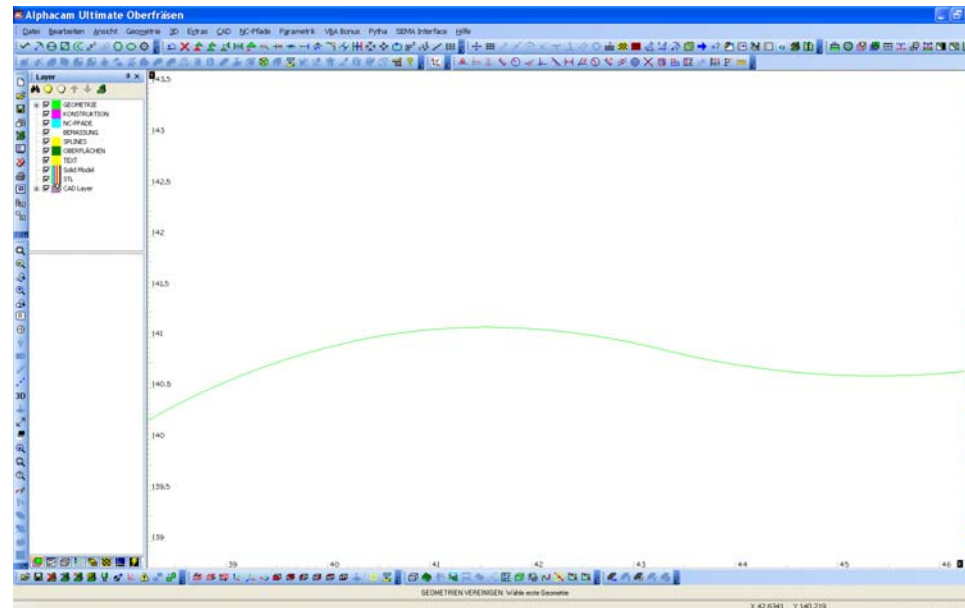 Alphacam Ultimate Oberfräsen
Datei Bearbeiten Ansicht Geometrie 3D Extras CAD NC-Pfade Parametrik VBA Bonus Pytha SEMA Interface Hilfe
Layer
GEOMETRIE
KONSTRUKTION
NC-PFADE
BEMASSUNG
SPLINES
OBERFLÄCHEN
TEXT
Solid Model
STL
CAD Layer
3D
143.5
143
142.5
142
141.5
141
140.5
140
139.5
139
39 40 41 42 43 44 45 46
GEOMETRIEN VEREINIGEN: Wähle erste Geometrie
X 42.6341 Y 140.219